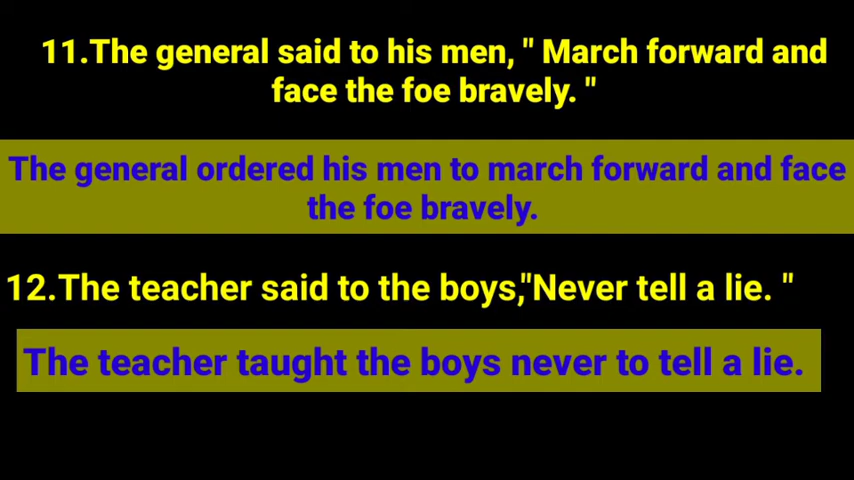 11.The general said to his men, " March forward and
face the foe bravely. "
The general ordered his men to march forward and face
the foe bravely.
12.The teacher said to the boys,"Never tell a lie. "
The teacher taught the boys never to tell a lie.